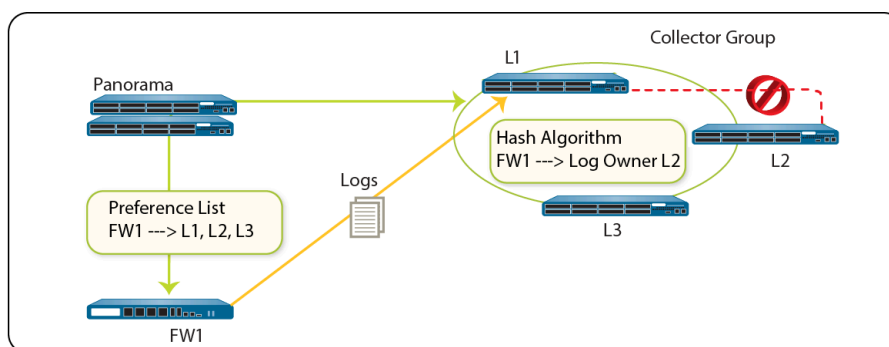 Collector Group
L1
Panorama
Hash Algorithm
FW1 ---> Log Owner L2
L2
Logs
Preference List
FW1 ---> L1, L2, L3
L3
FW1